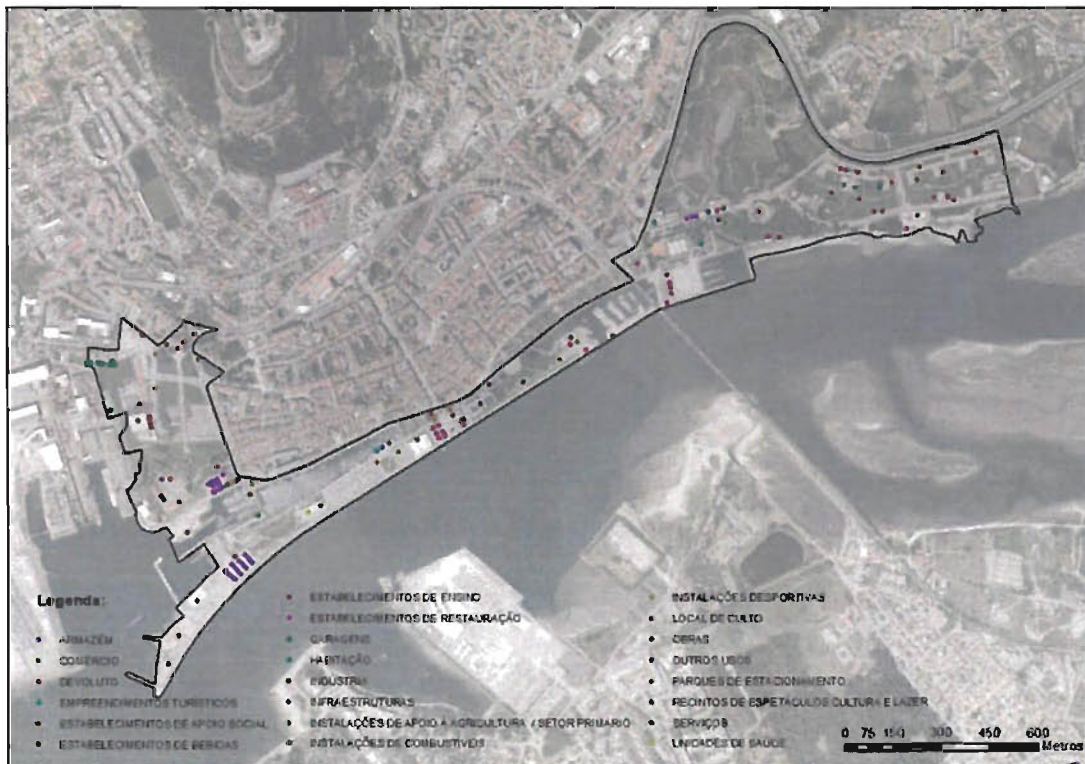 Legenda:
ARMAZÉM
COMÉRCIO
DEVOLUTO
EMPREENDIMENTOS TURÍSTICOS
ESTABELECIMENTOS DE APOIO SOCIAL
ESTABELECIMENTOS DE BEBIDAS
ESTABELECIMENTOS DE ENSINO
ESTABELECIMENTOS DE RESTAURAÇÃO
GARAGENS
HABITAÇÃO
INDÚSTRIA
INFRAESTRUTURAS
INSTALAÇÕES DE APOIO À AGRICULTURA / SETOR PRIMÁRIO
INSTALAÇÕES DE COMBUSTÍVEIS
INSTALAÇÕES DESPORTIVAS
LOCAL DE CULTO
OBRAS
OUTROS USOS
PARQUES DE ESTACIONAMENTO
RECINTOS DE ESPETÁCULOS CULTURA E LAZER
SERVIÇOS
UNIDADES DE SAÚDE
0 75 150 300 450 600
Metros